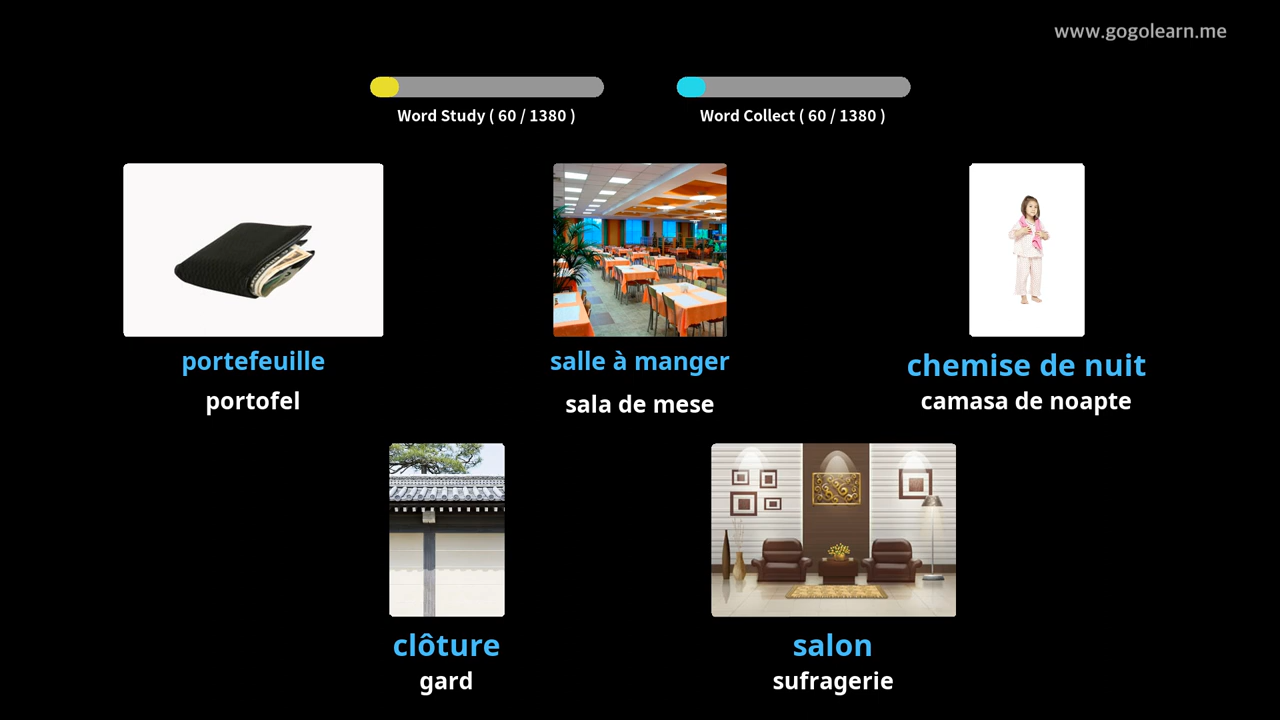 www.gogolearn.me
Word Study ( 60 / 1380 )
Word Collect ( 60 / 1380 )
portefeuille
portofel
salle à manger
sala de mese
chemise de nuit
camasa de noapte
clôture
gard
salon
sufragerie